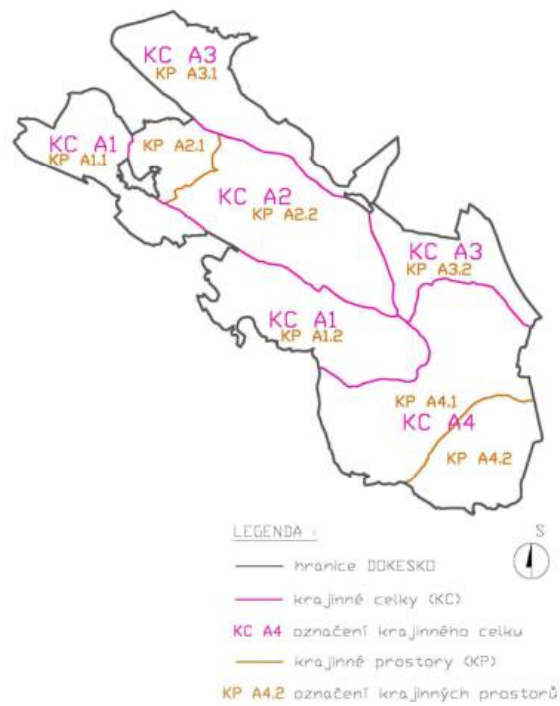 KC A3
KP A3.1
KC A1
KP A1.1
KP A2.1
KC A2
KP A2.2
KC A3
KP A3.2
KC A1
KP A1.2
KP A4.1
KC A4
KP A4.2
LEGENDA :
S
hranice DOKESKO
krajinné celky (KC)
KC A4 označení krajinného celku
krajinné prostory (KP)
KP A4.2 označení krajinných prostorů